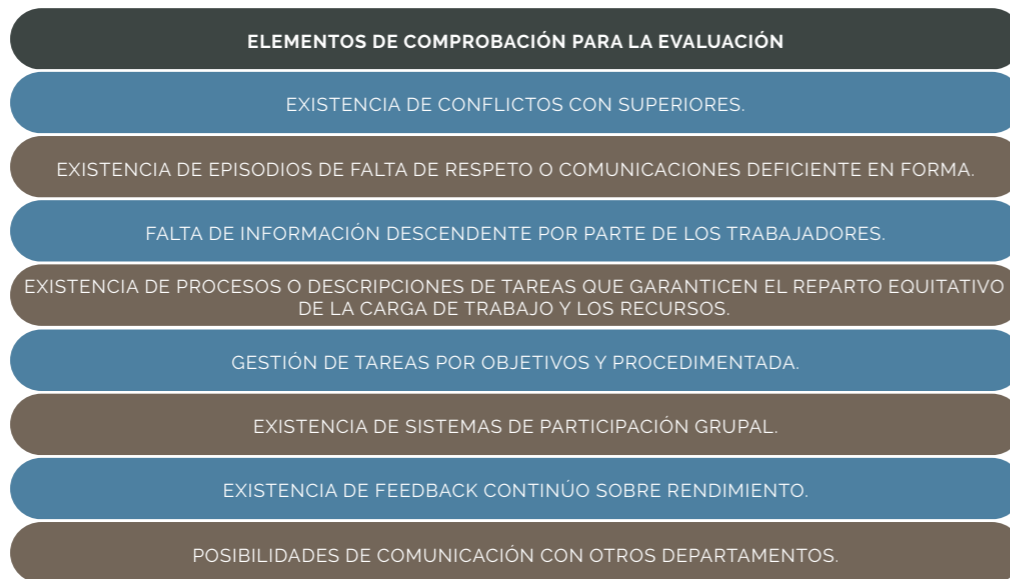 ELEMENTOS DE COMPROBACIÓN PARA LA EVALUACIÓN
EXISTENCIA DE CONFLICTOS CON SUPERIORES.
EXISTENCIA DE EPISODIOS DE FALTA DE RESPETO O COMUNICACIONES DEFICIENTE EN FORMA.
FALTA DE INFORMACIÓN DESCENDENTE POR PARTE DE LOS TRABAJADORES.
EXISTENCIA DE PROCESOS O DESCRIPCIONES DE TAREAS QUE GARANTICEN EL REPARTO EQUITATIVO
DE LA CARGA DE TRABAJO Y LOS RECURSOS.
GESTIÓN DE TAREAS POR OBJETIVOS Y PROCEDIMENTADA.
EXISTENCIA DE SISTEMAS DE PARTICIPACIÓN GRUPAL.
EXISTENCIA DE FEEDBACK CONTINÚO SOBRE RENDIMIENTO.
POSIBILIDADES DE COMUNICACIÓN CON OTROS DEPARTAMENTOS.